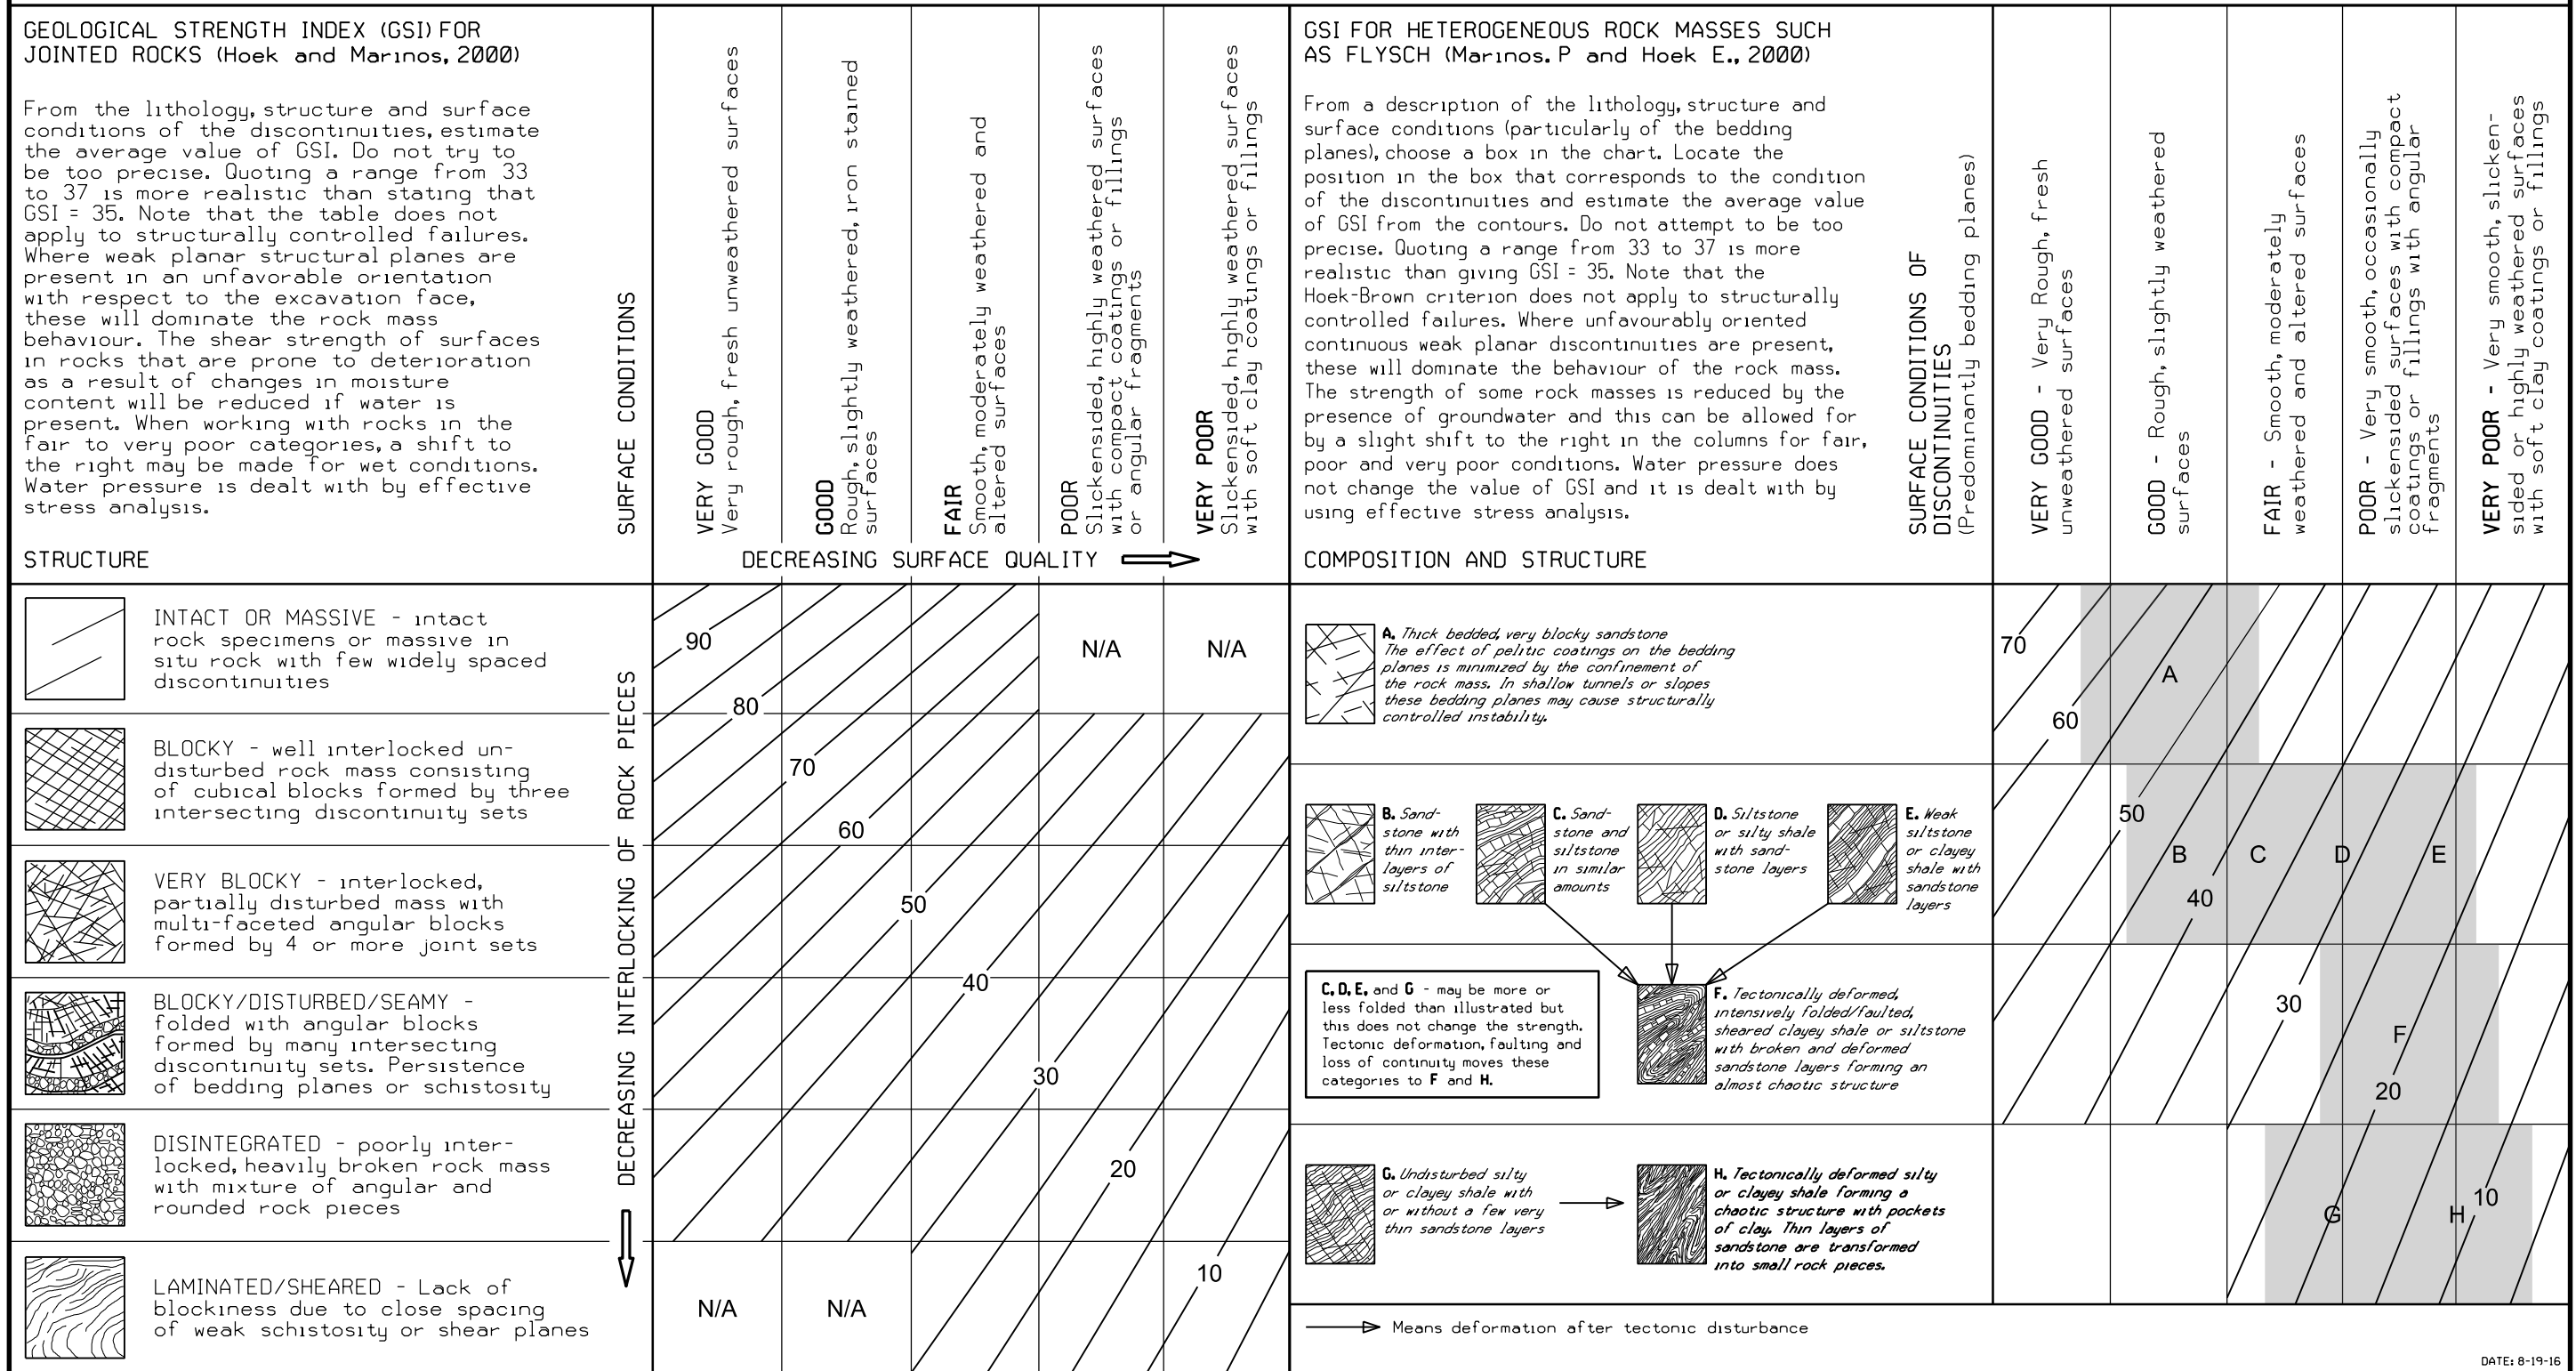 GEOLOGICAL STRENGTH INDEX (GSI) FOR
JOINTED ROCKS (Hoek and Marinos, 2000)
From the lithology, structure and surface
conditions of the discontinuities, estimate
the average value of GSI. Do not try to
be too precise. Quoting a range from 33
to 37 is more realistic than stating that
GSI = 35. Note that the table does not
apply to structurally controlled failures.
Where weak planar structural planes are
present in an unfavorable orientation
with respect to the excavation face,
these will dominate the rock mass
behaviour. The shear strength of surfaces
in rocks that are prone to deterioration
as a result of changes in moisture
content will be reduced if water is
present. When working with rocks in the
fair to very poor categories, a shift to
the right may be made for wet conditions.
Water pressure is dealt with by effective
stress analysis.
STRUCTURE
SURFACE CONDITIONS
VERY GOOD
Very rough, fresh unweathered surfaces
GOOD
Rough, slightly weathered, iron stained
surfaces
FAIR
Smooth, moderately weathered and
altered surfaces
POOR
Slickensided, highly weathered surfaces
with compact coatings or fillings
or angular fragments
VERY POOR
Slickensided, highly weathered surfaces
with soft clay coatings or fillings
DECREASING SURFACE QUALITY
DECREASING INTERLOCKING OF ROCK PIECES
INTACT OR MASSIVE - intact
rock specimens or massive in
situ rock with few widely spaced
discontinuities
BLOCKY - well interlocked un-
disturbed rock mass consisting
of cubical blocks formed by three
intersecting discontinuity sets
VERY BLOCKY - interlocked,
partially disturbed mass with
multi-faceted angular blocks
formed by 4 or more joint sets
BLOCKY/DISTURBED/SEAMY -
folded with angular blocks
formed by many intersecting
discontinuity sets. Persistence
of bedding planes or schistosity
DISINTEGRATED - poorly inter-
locked, heavily broken rock mass
with mixture of angular and
rounded rock pieces
LAMINATED/SHEARED - Lack of
blockiness due to close spacing
of weak schistosity or shear planes
90
80
70
60
50
40
30
20
10
N/A
N/A
N/A
N/A
GSI FOR HETEROGENEOUS ROCK MASSES SUCH
AS FLYSCH (Marinos. P and Hoek E., 2000)
From a description of the lithology, structure and
surface conditions (particularly of the bedding
planes), choose a box in the chart. Locate the
position in the box that corresponds to the condition
of the discontinuities and estimate the average value
of GSI from the contours. Do not attempt to be too
precise. Quoting a range from 33 to 37 is more
realistic than giving GSI = 35. Note that the
Hoek-Brown criterion does not apply to structurally
controlled failures. Where unfavourably oriented
continuous weak planar discontinuities are present,
these will dominate the behaviour of the rock mass.
The strength of some rock masses is reduced by the
presence of groundwater and this can be allowed for
by a slight shift to the right in the columns for fair,
poor and very poor conditions. Water pressure does
not change the value of GSI and it is dealt with by
using effective stress analysis.
COMPOSITION AND STRUCTURE
SURFACE CONDITIONS OF
DISCONTINUITIES
(Predominantly bedding planes)
VERY GOOD - Very Rough, fresh
unweathered surfaces
GOOD - Rough, slightly weathered
surfaces
FAIR - Smooth, moderately
weathered and altered surfaces
POOR - Very smooth, occasionally
slickensided surfaces with compact
coatings or fillings with angular
fragments
VERY POOR - Very smooth, slicken-
sided or highly weathered surfaces
with soft clay coatings or fillings
A. Thick bedded, very blocky sandstone
The effect of pelitic coatings on the bedding
planes is minimized by the confinement of
the rock mass. In shallow tunnels or slopes
these bedding planes may cause structurally
controlled instability.
B. Sand-
stone with
thin inter-
layers of
siltstone
C. Sand-
stone and
siltstone
in similar
amounts
D. Siltstone
or silty shale
with sand-
stone layers
E. Weak
siltstone
or clayey
shale with
sandstone
layers
C, D, E, and G - may be more or
less folded than illustrated but
this does not change the strength.
Tectonic deformation, faulting and
loss of continuity moves these
categories to F and H.
F. Tectonically deformed,
intensively folded/faulted,
sheared clayey shale or siltstone
with broken and deformed
sandstone layers forming an
almost chaotic structure
G. Undisturbed silty
or clayey shale with
or without a few very
thin sandstone layers
H. Tectonically deformed silty
or clayey shale forming a
chaotic structure with pockets
of clay. Thin layers of
sandstone are transformed
into small rock pieces.
70
A
60
50
B
C
D
E
40
30
F
20
G
H
10
Means deformation after tectonic disturbance
DATE: 8-19-16